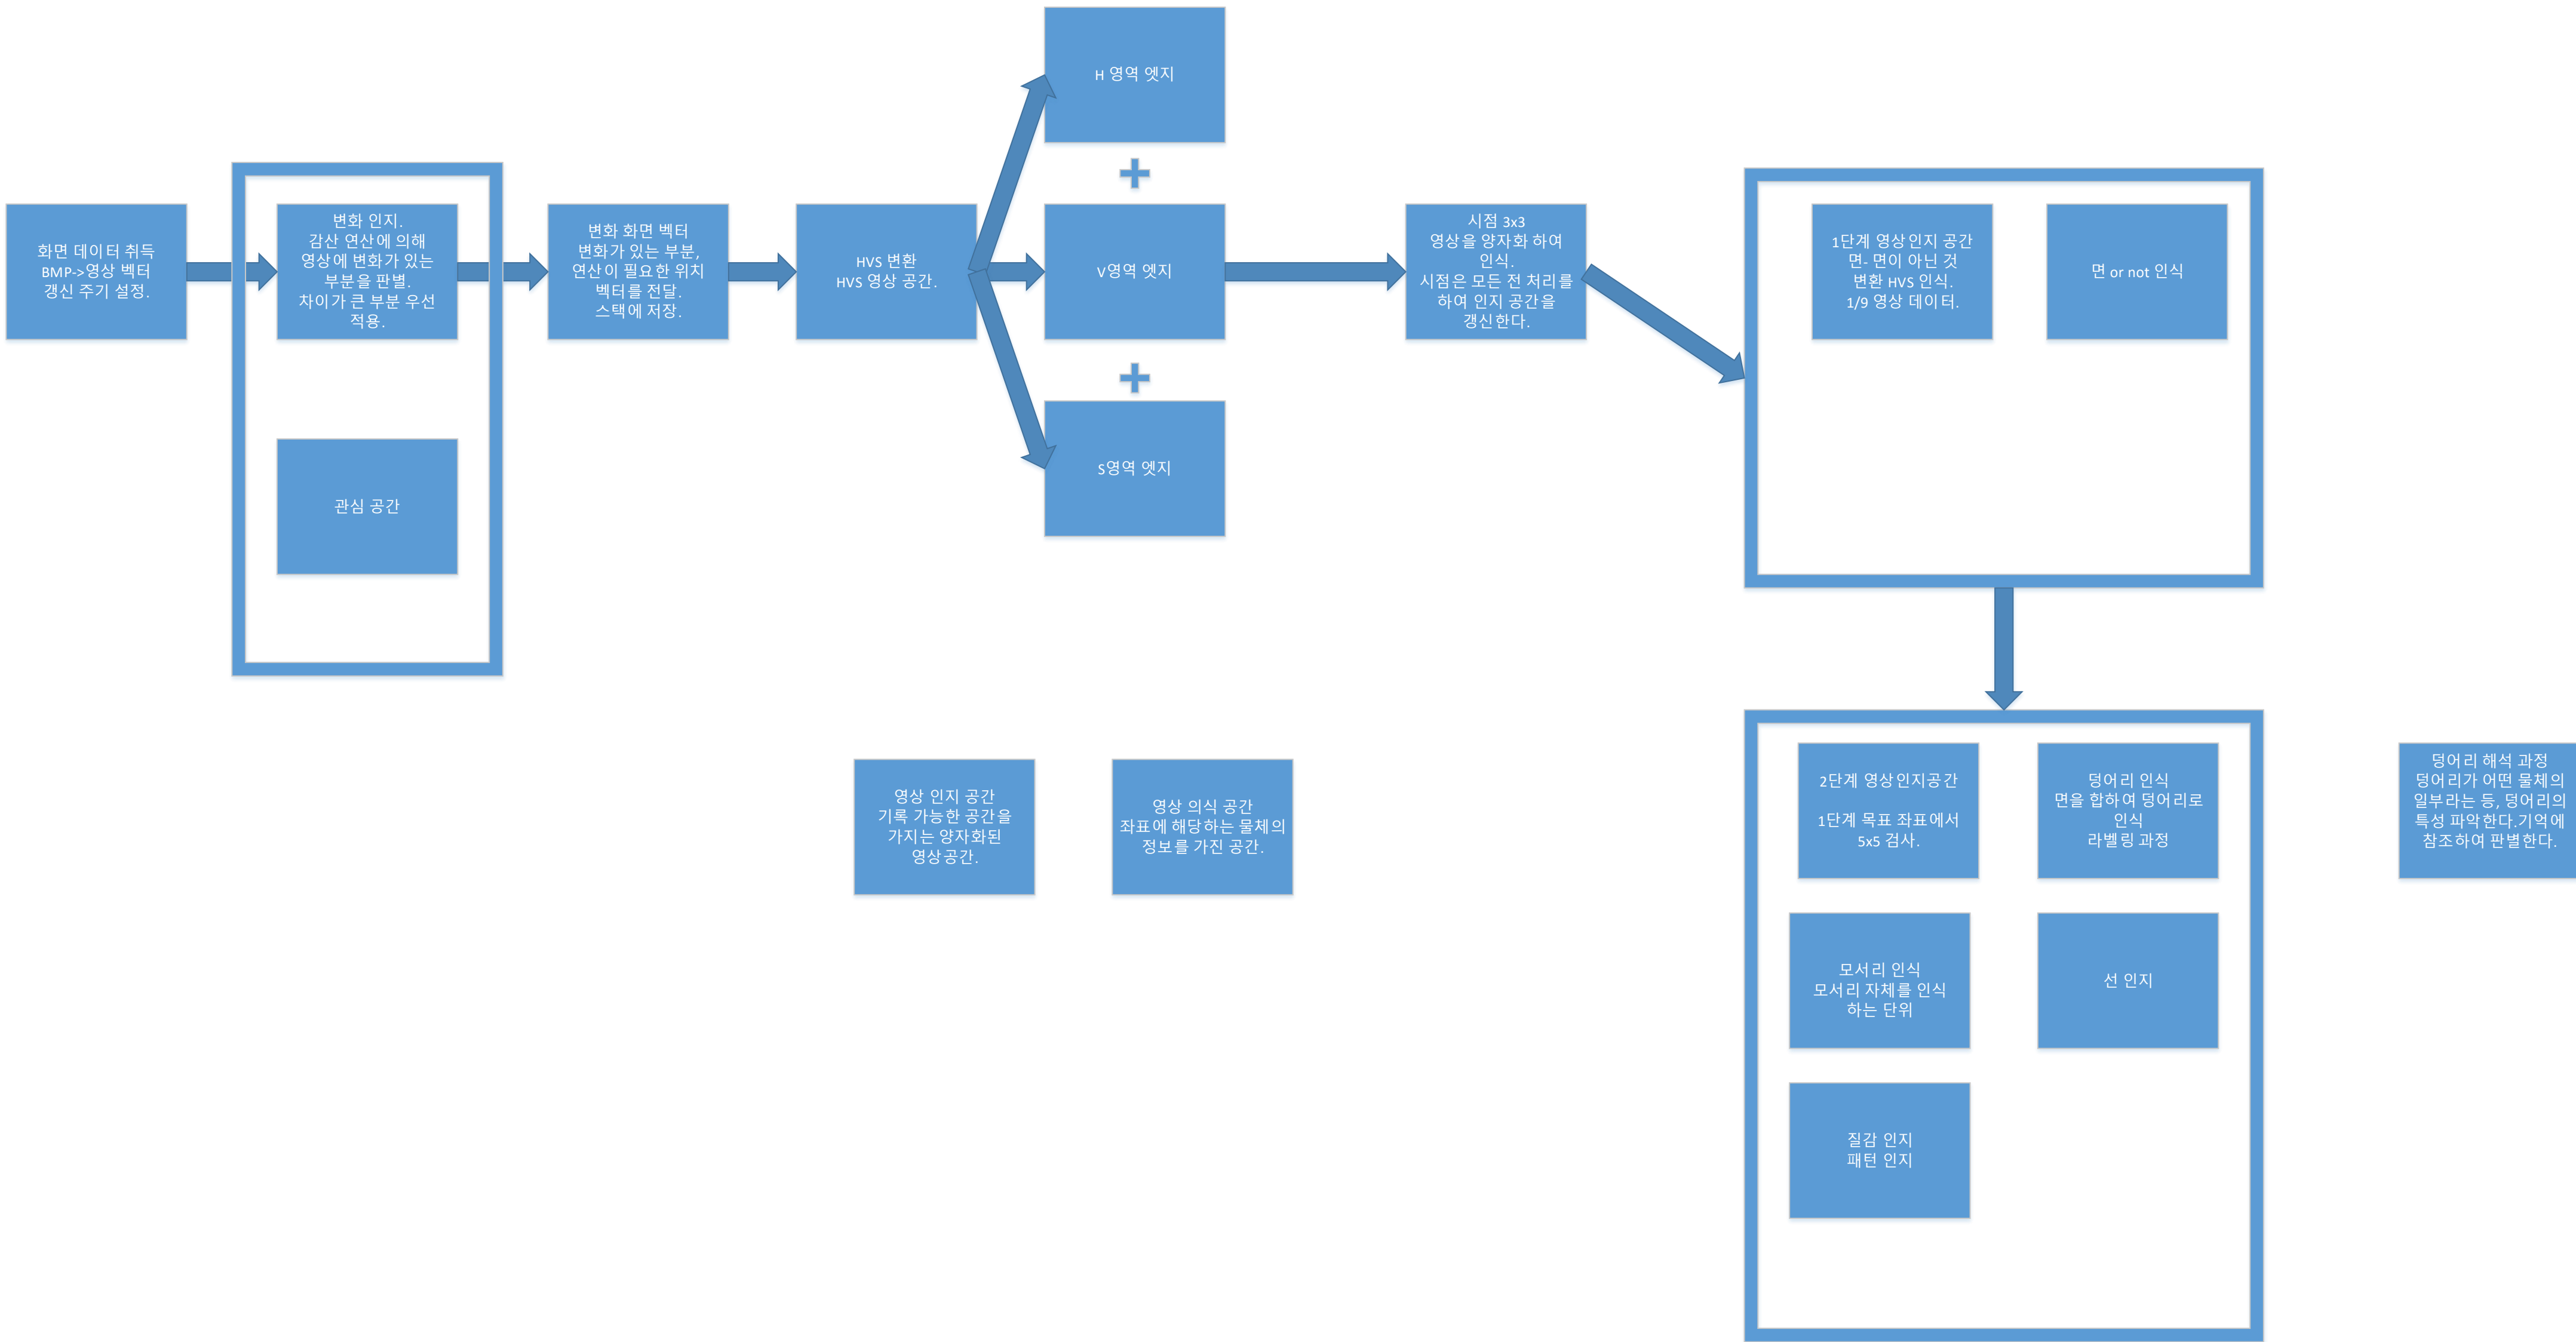 H 영역 엣지
화면 데이터 취득
BMP->영상 벡터
갱신 주기 설정.
변화 인지.
감산 연산에 의해
영상에 변화가 있는
부분을 판별.
차이가 큰 부분 우선
적용.
변화 화면 벡터
변화가 있는 부분,
연산이 필요한 위치
벡터를 전달.
스택에 저장.
HVS 변환
HVS 영상 공간.
V영역 엣지
시점 3x3
영상을 양자화 하여
인식.
시점은 모든 전 처리를
하여 인지 공간을
갱신한다.
1단계 영상인지 공간
면- 면이 아닌 것
변환 HVS 인식.
1/9 영상 데이터.
면 or not 인식
관심 공간
S영역 엣지
영상 인지 공간
기록 가능한 공간을
가지는 양자화된
영상공간.
영상 의식 공간
좌표에 해당하는 물체의
정보를 가진 공간.
2단계 영상인지공간
1단계 목표 좌표에서
5x5 검사.
덩어리 인식
면을 합하여 덩어리로
인식
라벨링 과정
덩어리 해석 과정
덩어리가 어떤 물체의
일부라는 등, 덩어리의
특성 파악한다.기억에
참조하여 판별한다.
모서리 인식
모서리 자체를 인식
하는 단위
선 인지
질감 인지
패턴 인지